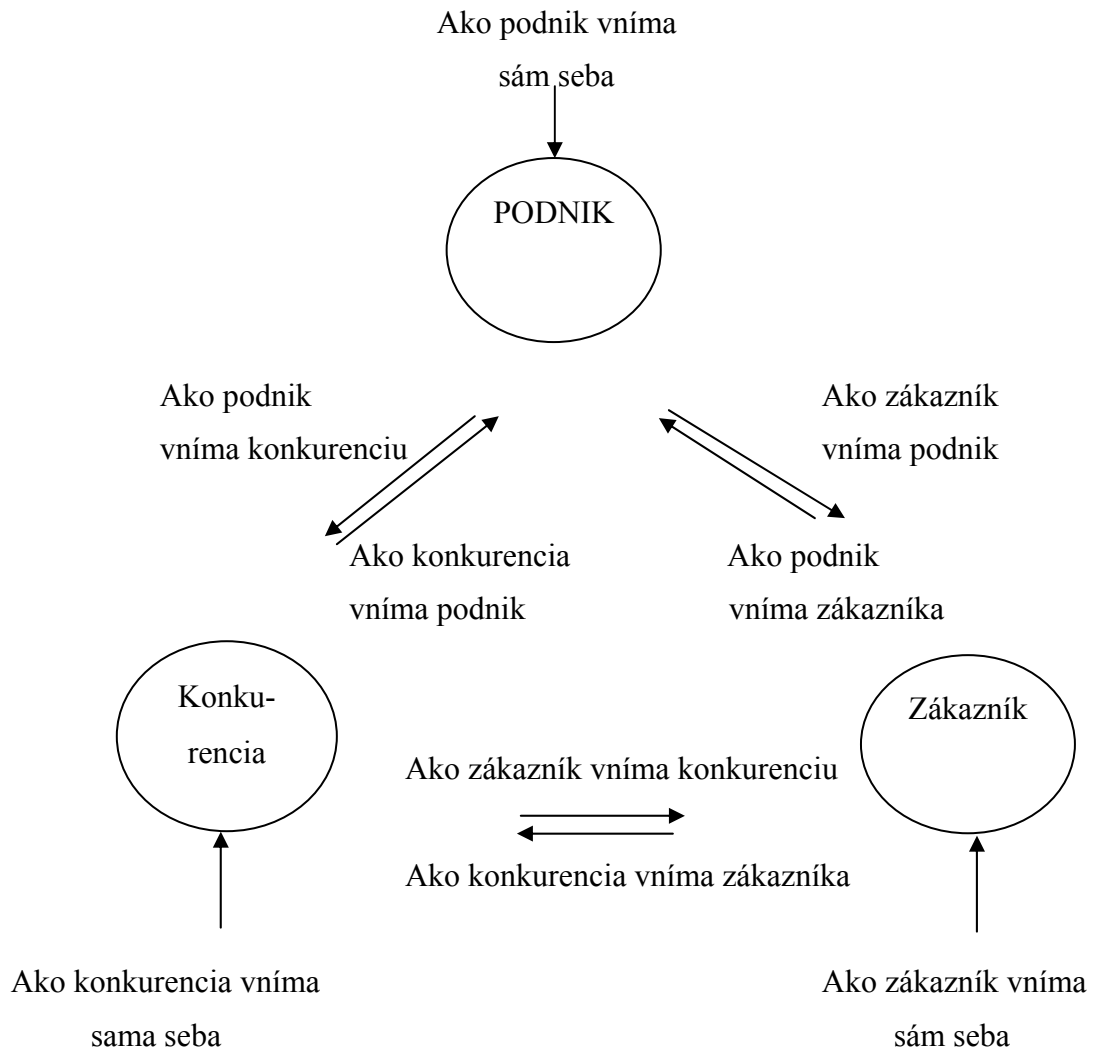 Ako podnik vníma
sám seba
PODNIK
Ako podnik
vníma konkurenciu
Ako zákazník
vníma podnik
Ako konkurencia
vníma podnik
Ako podnik
vníma zákazníka
Konku-
rencia
Zákazník
Ako zákazník vníma konkurenciu
Ako konkurencia vníma zákazníka
Ako konkurencia vníma
sama seba
Ako zákazník vníma
sám seba